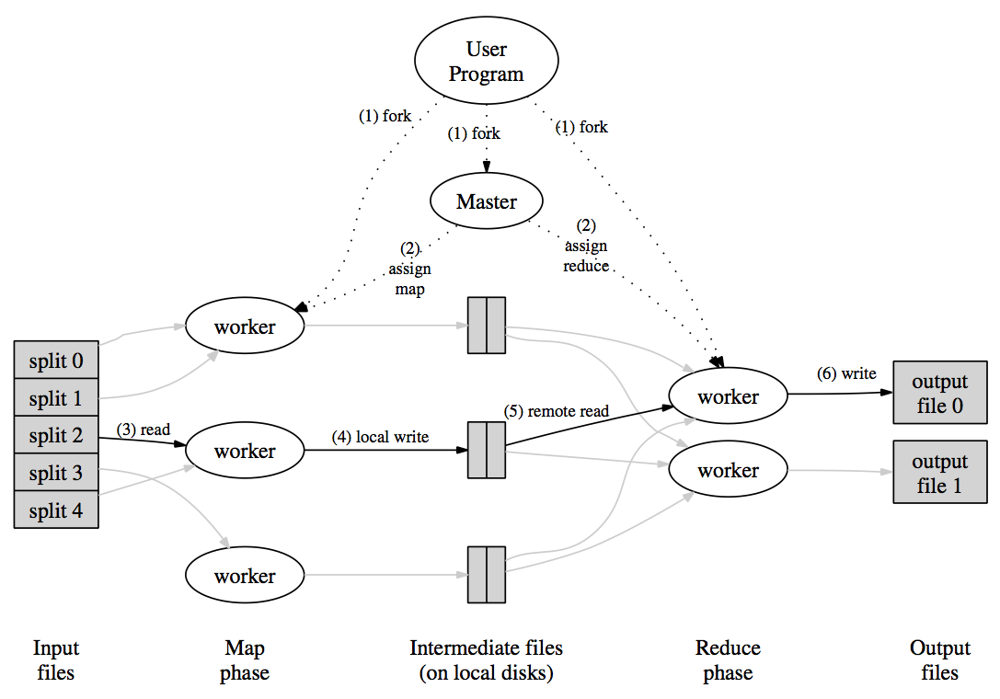 User
Program
(1) fork
(1) fork
(1) fork
Master
(2)
assign
map
(2)
assign
reduce
worker
split 0
split 1
split 2
split 3
split 4
(3) read
worker
(4) local write
(5) remote read
worker
worker
worker
(6) write
output
file 0
output
file 1
Input
files
Map
phase
Intermediate files
(on local disks)
Reduce
phase
Output
files